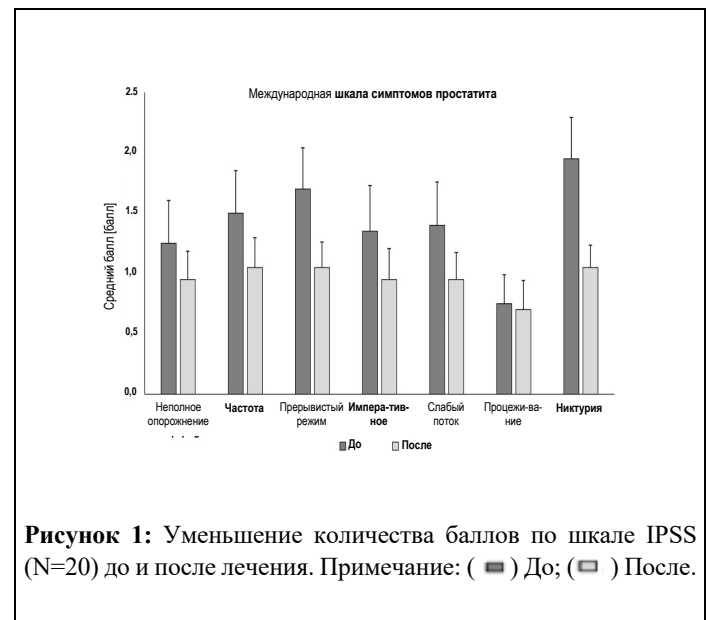 Международная шкала симптомов простатита
Средний балл [балл]
2.5
2,0
1.5
1,0
0,5
0,0
Неполное опорожнение
Частота
Прерывистый режим
Импера-тив-ное
Слабый поток
Процежи-ва-ние
Никтурия
До После
Рисунок 1: Уменьшение количества баллов по шкале IPSS
(N=20) до и после лечения. Примечание: ( ) До; ( ) После.